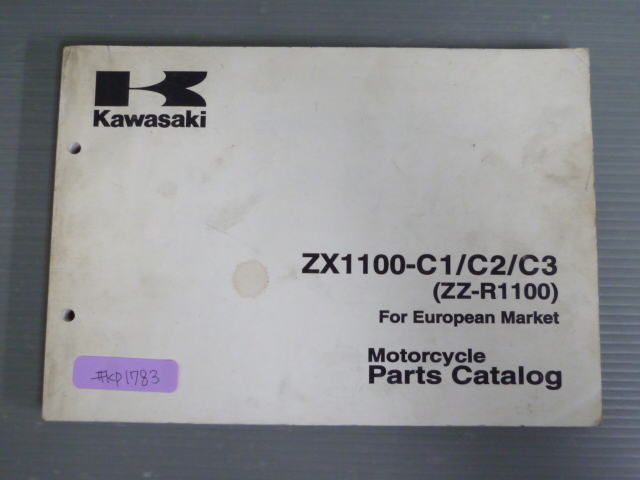 Kawasaki
ZX1100-C1/C2/C3
(ZZ-R1100)
For European Market
Motorcycle
Parts Catalog
#KP1783